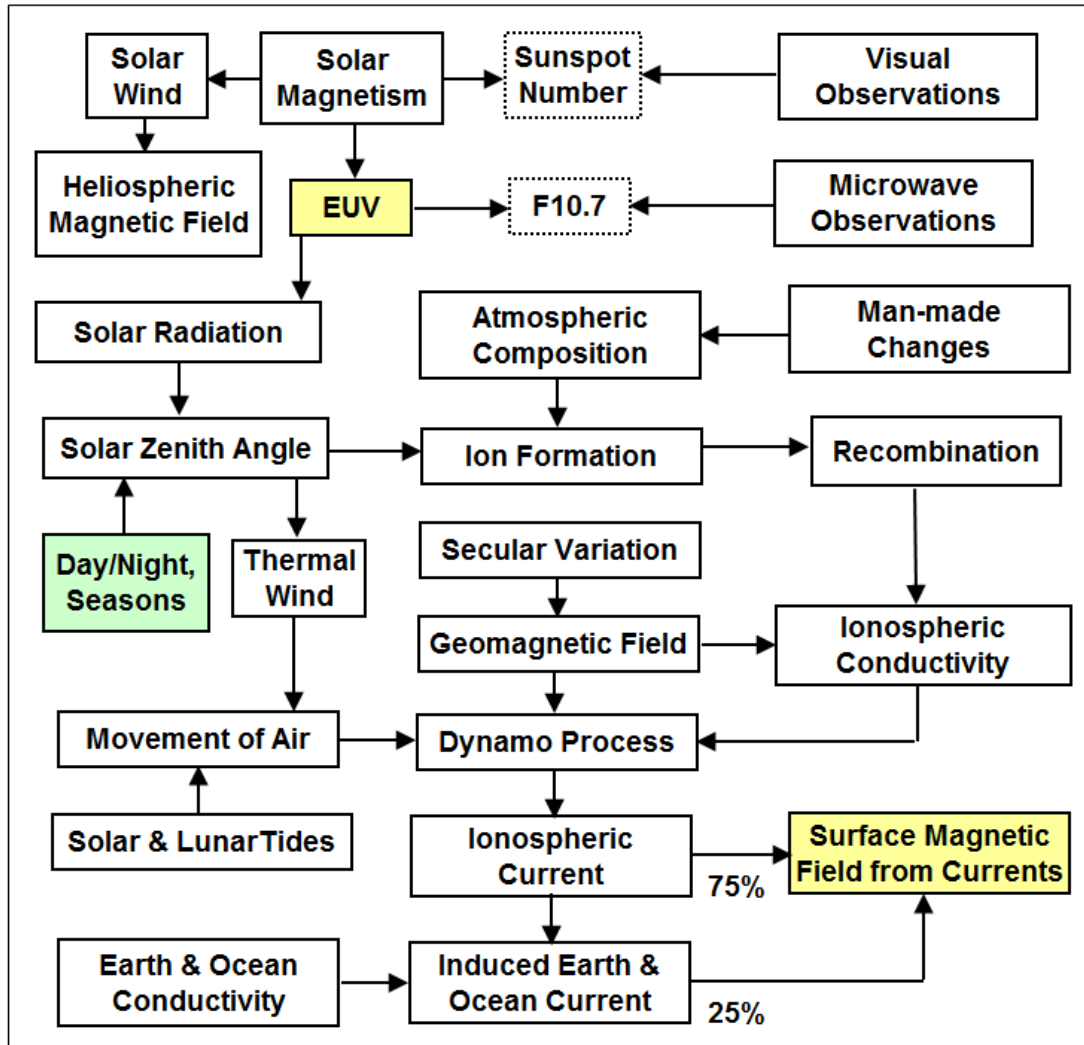 Solar
Wind
Solar
Magnetism
Sunspot
Number
Visual
Observations
Heliospheric
Magnetic Field
EUV
F10.7
Microwave
Observations
Solar Radiation
Atmospheric
Composition
Man-made
Changes
Solar Zenith Angle
Ion Formation
Recombination
Day/Night,
Seasons
Thermal
Wind
Secular Variation
Geomagnetic Field
Ionospheric
Conductivity
Movement of Air
Dynamo Process
Solar & LunarTides
Ionospheric
Current
75%
Surface Magnetic
Field from Currents
Earth & Ocean
Conductivity
Induced Earth &
Ocean Current
25%